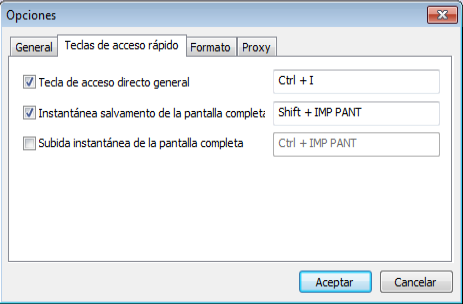 Opciones
General Teclas de acceso rápido Formato Proxy
Tecla de acceso directo general Ctrl + I
Instantánea salvamento de la pantalla completa Shift + IMP PANT
Subida instantánea de la pantalla completa Ctrl + IMP PANT
Aceptar Cancelar